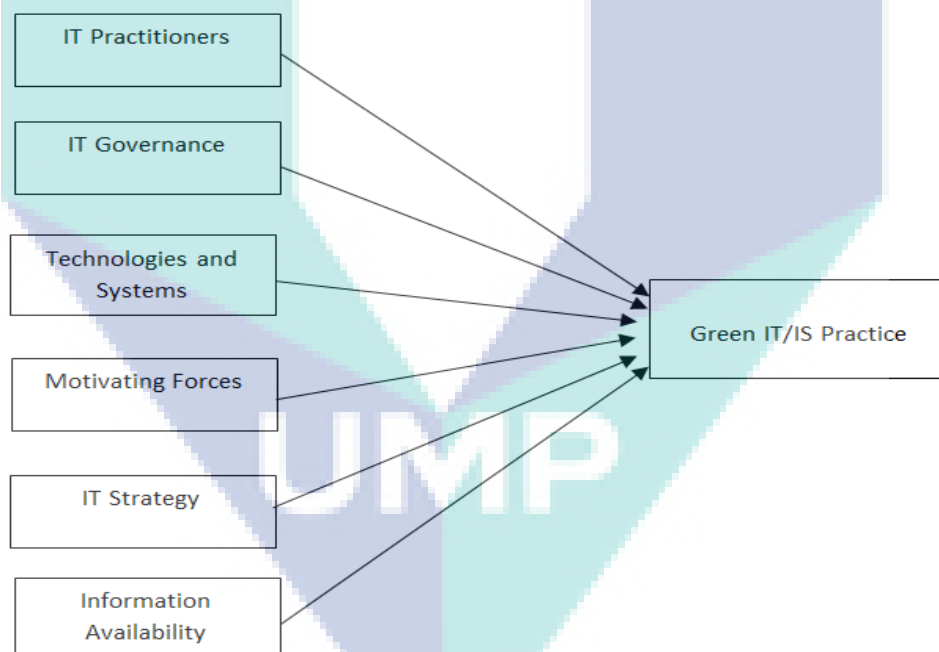 IT Practitioners
IT Governance
Technologies and
Systems
Motivating Forces
IT Strategy
Information
Availability
Green IT/IS Practice
UMP